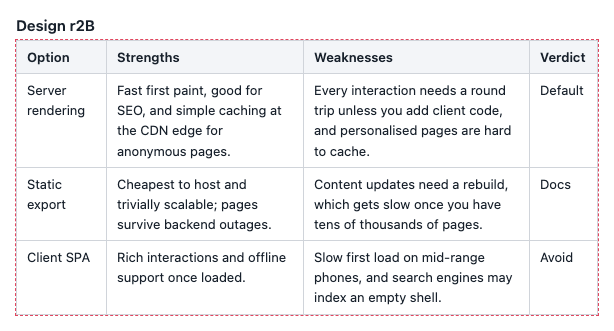 Design r2B
Option Strengths Weaknesses Verdict
Server rendering
Fast first paint, good for
SEO, and simple caching at
the CDN edge for
anonymous pages.
Every interaction needs a round
trip unless you add client code,
and personalised pages are hard
to cache.
Default
Static
export
Cheapest to host and
trivially scalable; pages
survive backend outages.
Content updates need a rebuild,
which gets slow once you have
tens of thousands of pages.
Docs
Client SPA
Rich interactions and offline
support once loaded.
Slow first load on mid-range
phones, and search engines may
index an empty shell.
Avoid